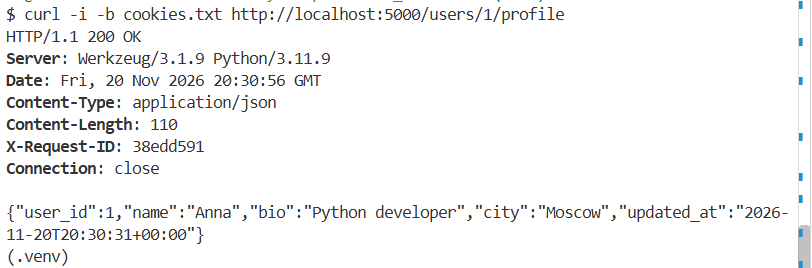 $ curl -i -b cookies.txt http://localhost:5000/users/1/profile
HTTP/1.1 200 OK
Server: Werkzeug/3.1.9 Python/3.11.9
Date: Fri, 20 Nov 2026 20:30:56 GMT
Content-Type: application/json
Content-Length: 110
X-Request-ID: 38edd591
Connection: close

{"user_id":1,"name":"Anna","bio":"Python developer","city":"Moscow","updated_at":"2026-
11-20T20:30:31+00:00"}
(.venv)